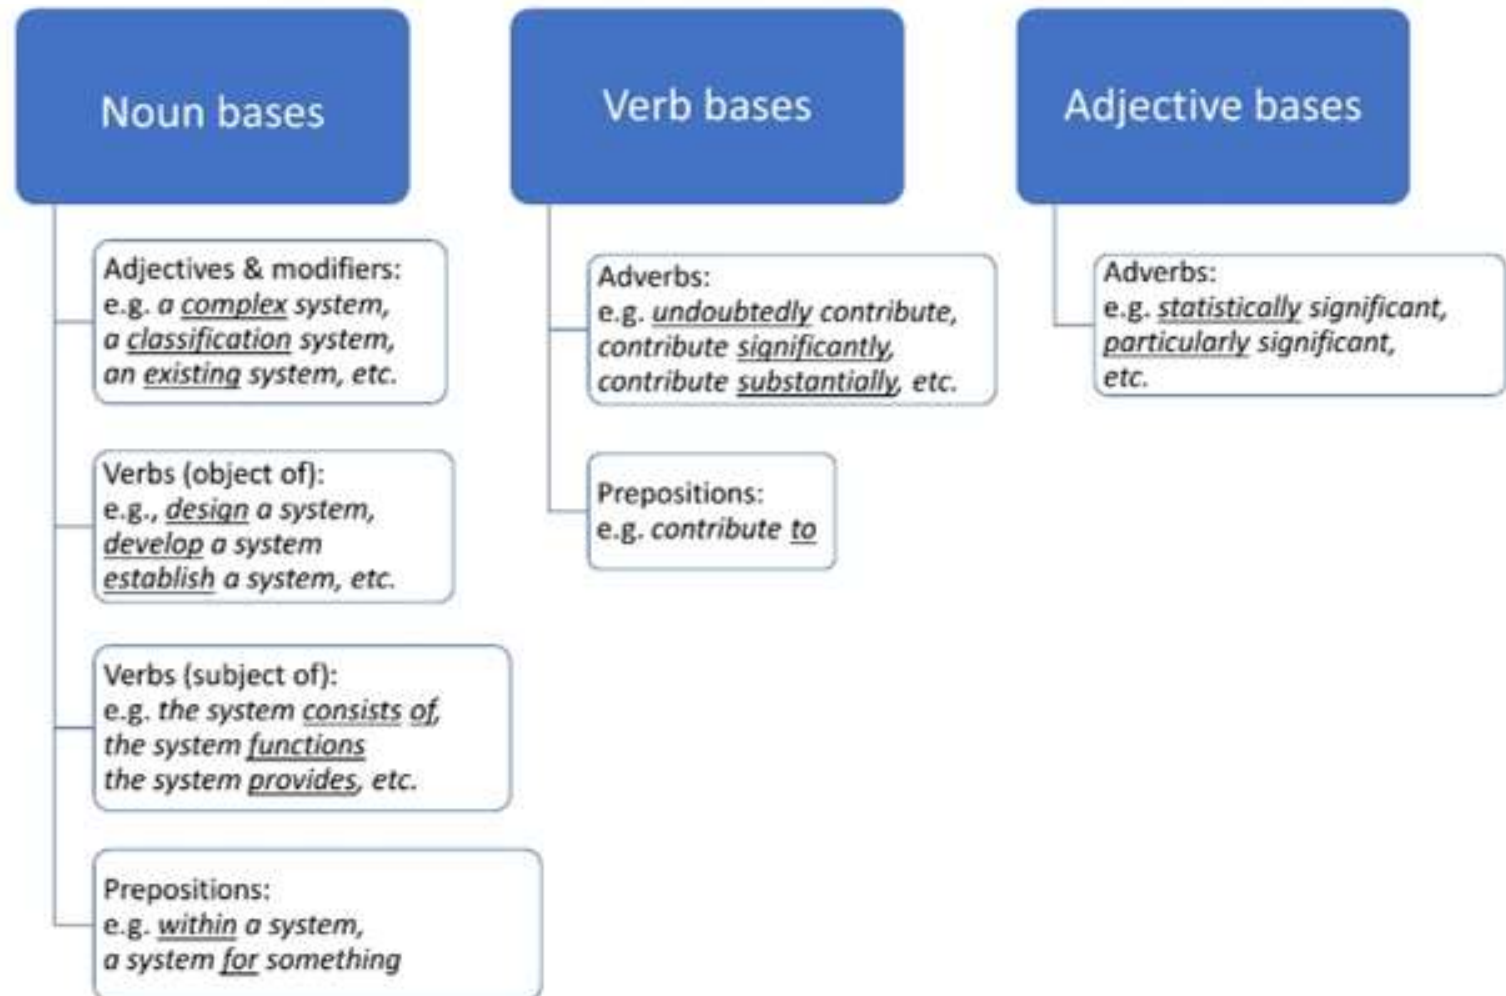 Noun bases
Adjectives & modifiers:
e.g. a complex system,
a classification system,
an existing system, etc.
Verbs (object of):
e.g., design a system,
develop a system
establish a system, etc.
Verbs (subject of):
e.g. the system consists of,
the system functions
the system provides, etc.
Prepositions:
e.g. within a system,
a system for something
Verb bases
Adverbs:
e.g. undoubtedly contribute,
contribute significantly,
contribute substantially, etc.
Prepositions:
e.g. contribute to
Adjective bases
Adverbs:
e.g. statistically significant,
particularly significant,
etc.